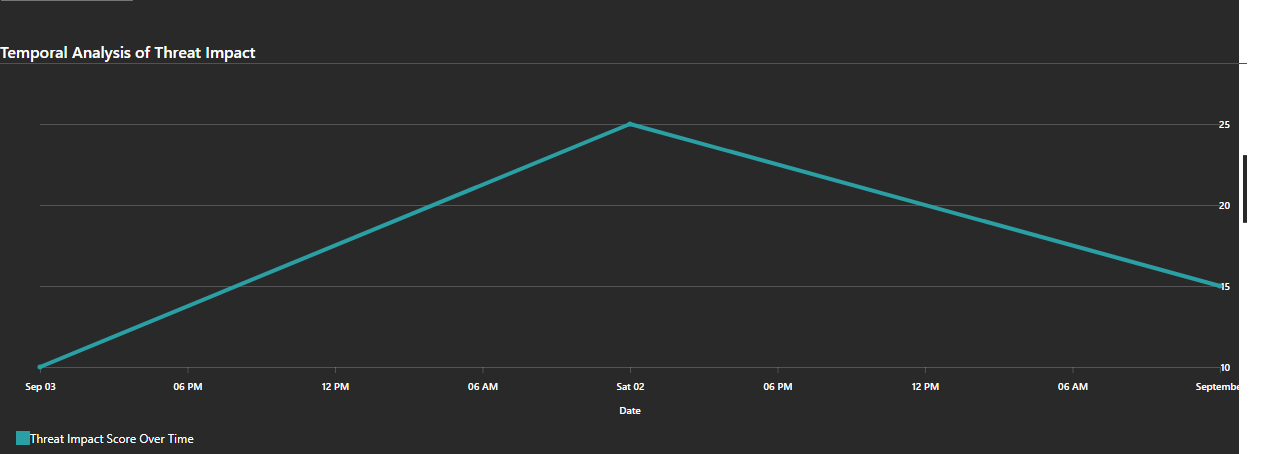 Temporal Analysis of Threat Impact
25
20
15
10
Sep 03 06 PM 12 PM 06 AM Sat 02 06 PM 12 PM 06 AM Septembe
Date
Threat Impact Score Over Time